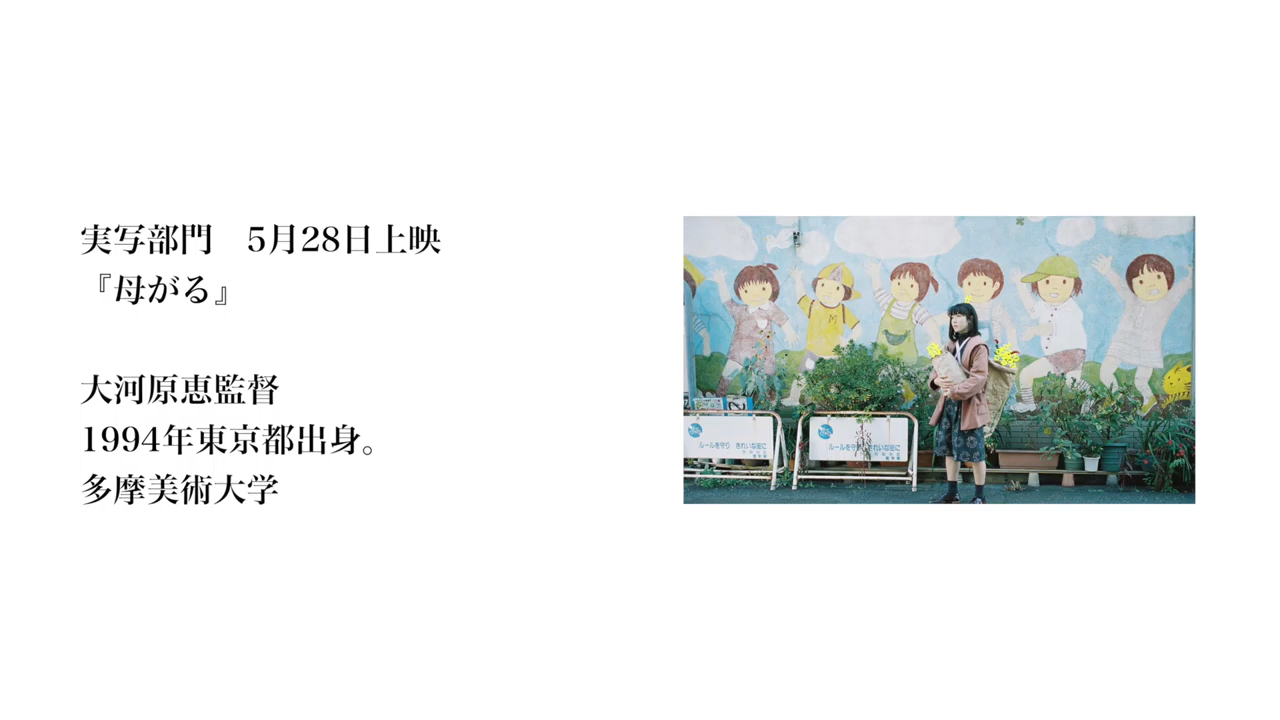 実写部門　5月28日上映
『母がる』
大河原恵監督
1994年東京都出身。
多摩美術大学
ルールを守り きれいな街に
ルールを守り きれいな街に